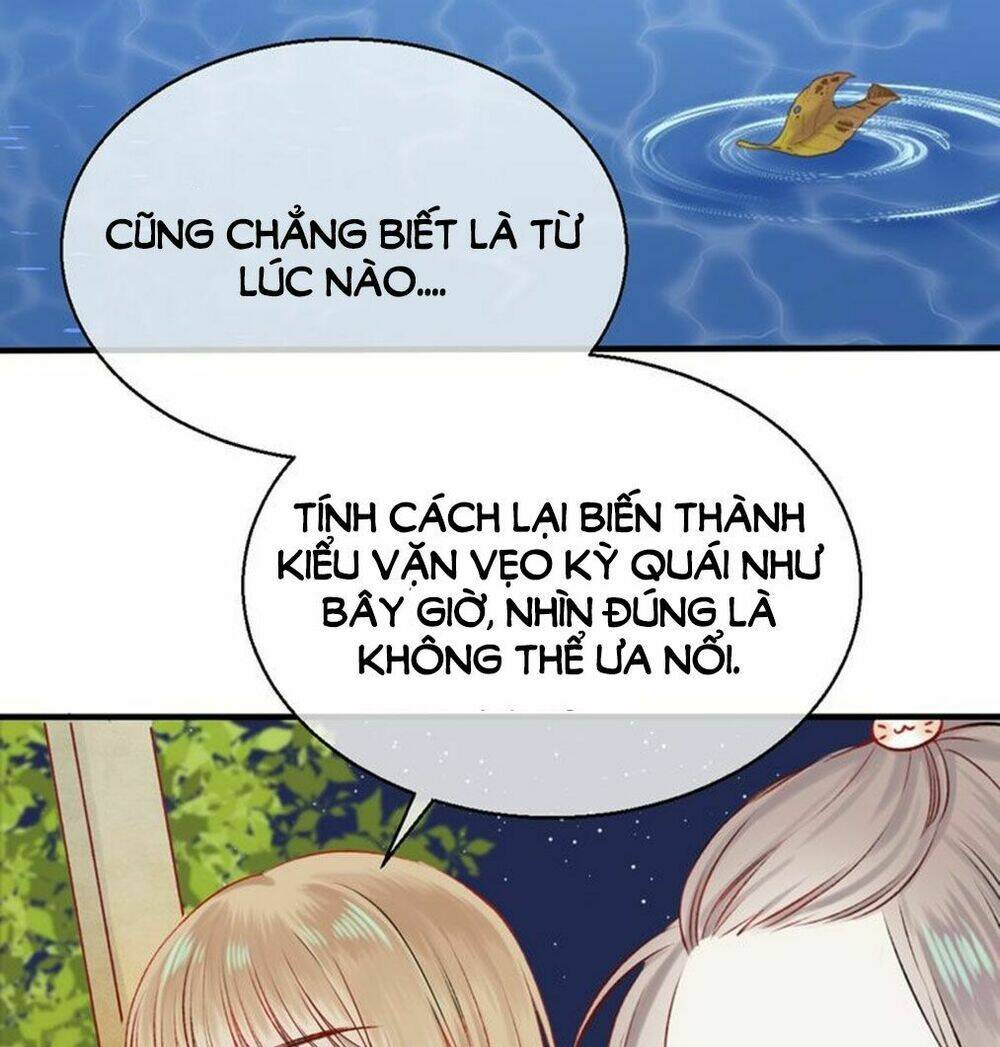 CŨNG CHẲNG BIẾT LÀ TỪ
LÚC NÀO....
TÍNH CÁCH LẠI BIẾN THÀNH
KIỂU VẶN VẸO KỲ QUÁI NHƯ
BÂY GIỜ, NHÌN ĐÚNG LÀ
KHÔNG THỂ ƯA NỔI.